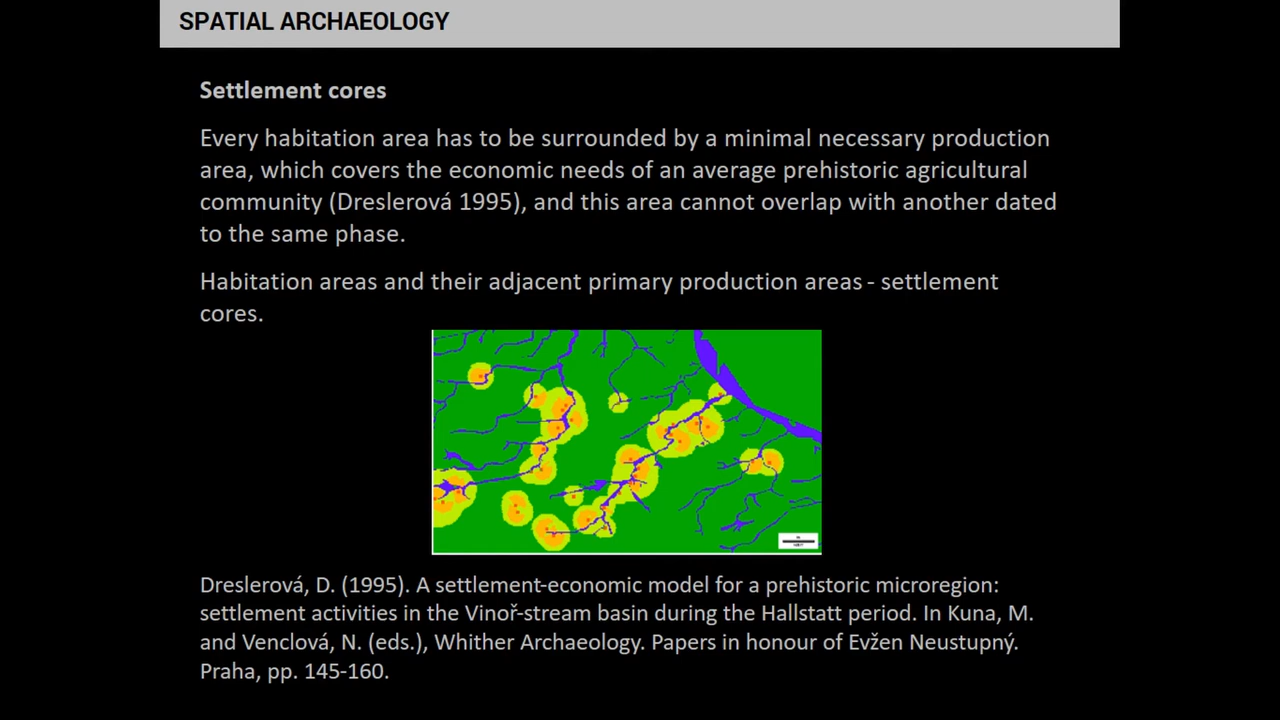 SPATIAL ARCHAEOLOGY
Settlement cores
Every habitation area has to be surrounded by a minimal necessary production
area, which covers the economic needs of an average prehistoric agricultural
community (Dreslerová 1995), and this area cannot overlap with another dated
to the same phase.
Habitation areas and their adjacent primary production areas - settlement
cores.
Dreslerová, D. (1995). A settlement-economic model for a prehistoric microregion:
settlement activities in the Vinoř-stream basin during the Hallstatt period. In Kuna, M.
and Venclová, N. (eds.), Whither Archaeology. Papers in honour of Evžen Neustupný.
Praha, pp. 145-160.